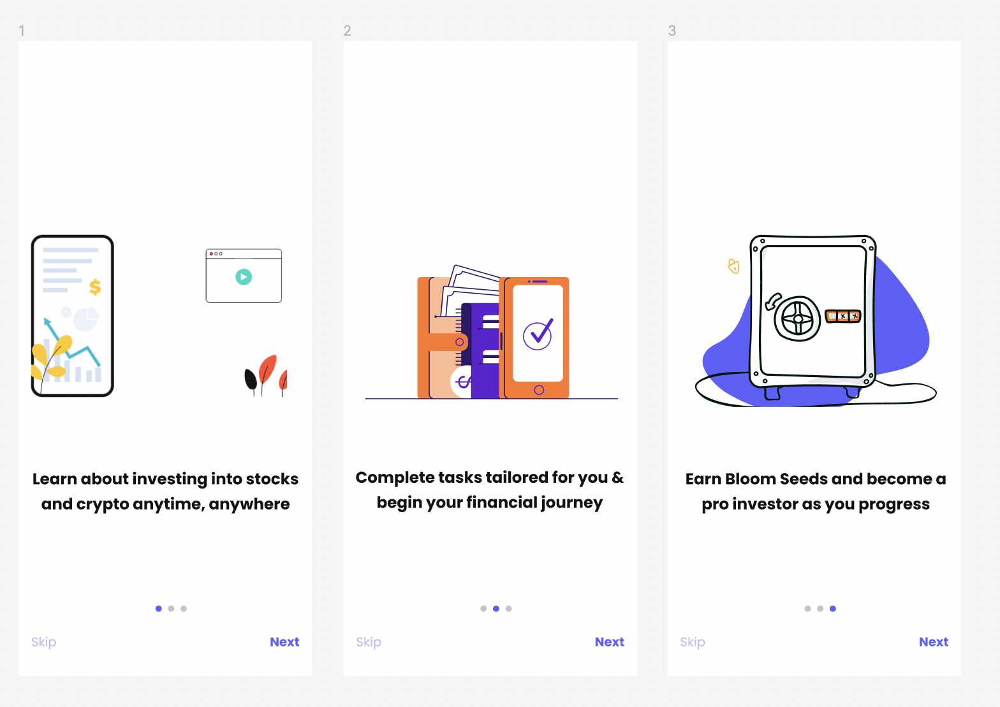 1
Learn about investing into stocks
and crypto anytime, anywhere
Skip
Next
2
$
Complete tasks tailored for you &
begin your financial journey
Skip
Next
3
x x
Earn Bloom Seeds and become a
pro investor as you progress
Skip
Next